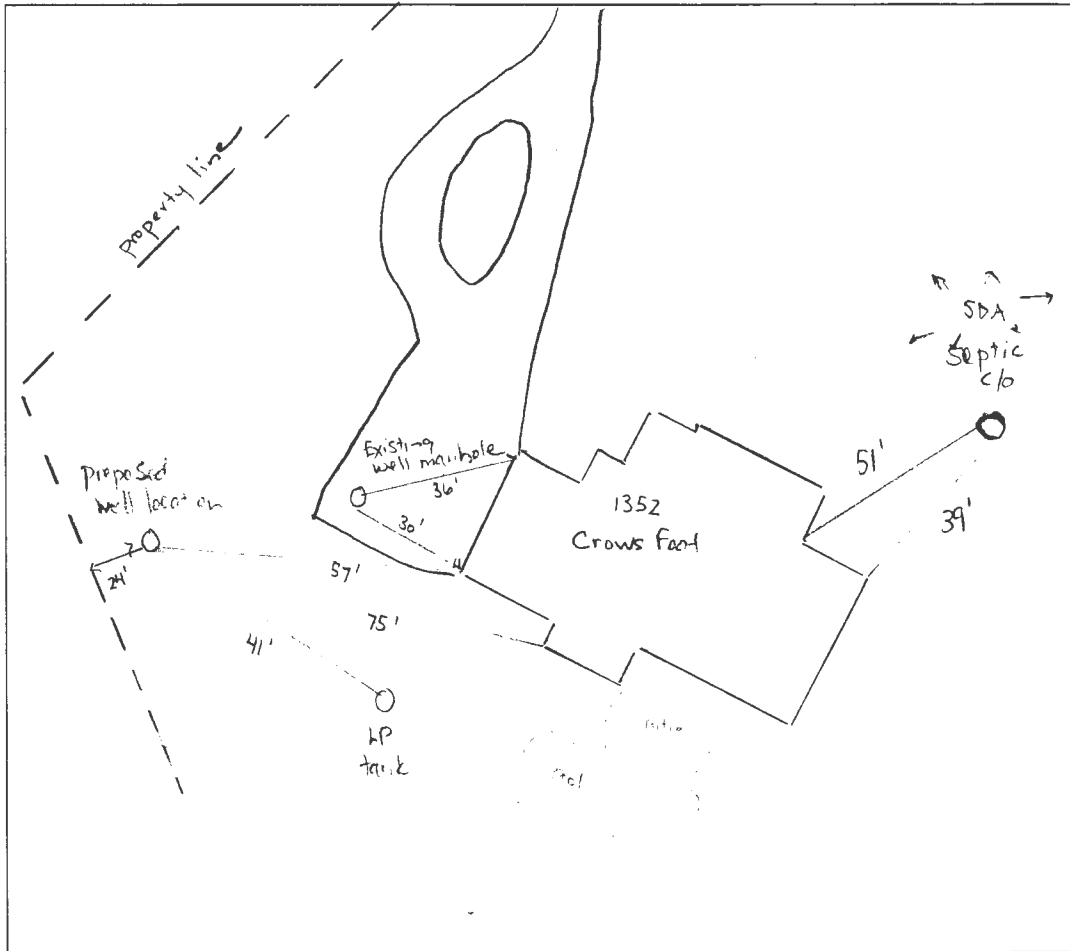 property line
SDA
Septic
c/o
Existing
well manhole
36'
30'
proposed
well location
24'
57'
75'
41'
LP
tank
1352
Crows Foot
51'
39'
Patio